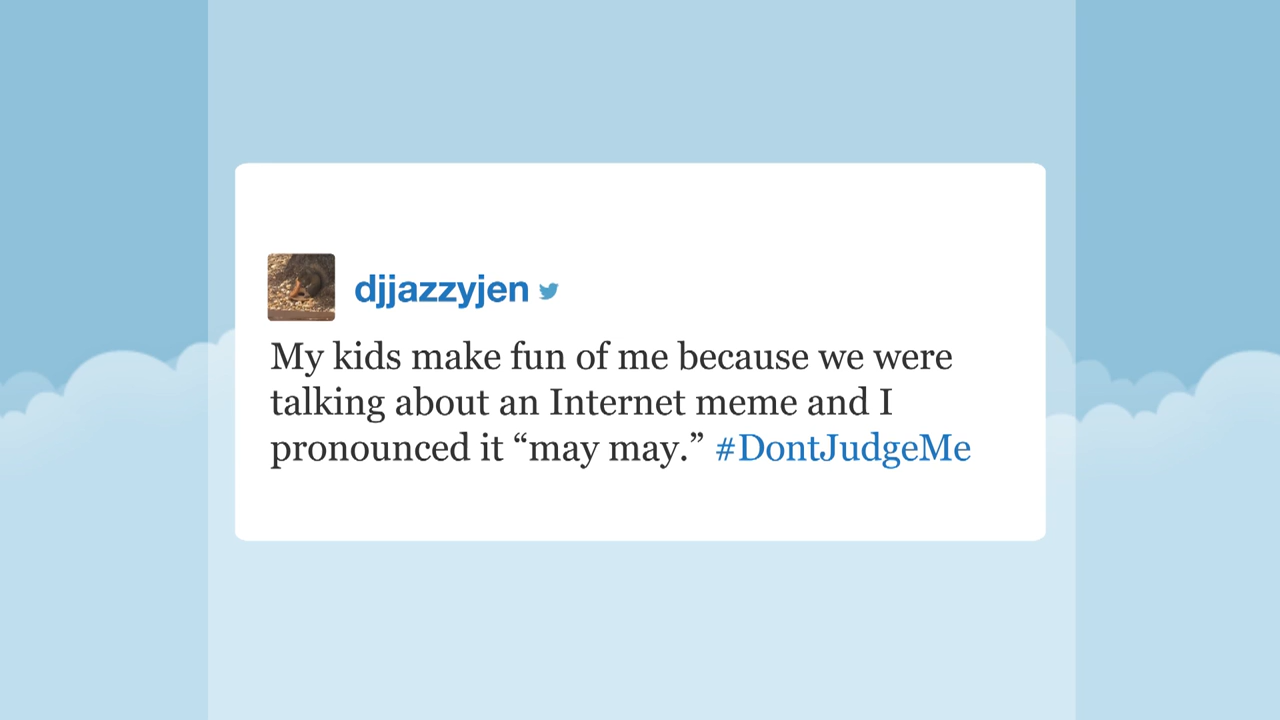 djjazzyjen
My kids make fun of me because we were
talking about an Internet meme and I
pronounced it “may may.” #DontJudgeMe